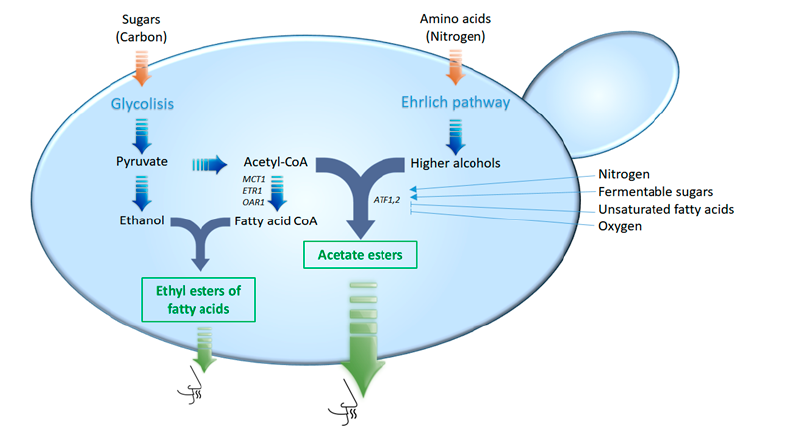 Sugars
(Carbon)
Amino acids
(Nitrogen)
Glycolisis
Ehrlich pathway
Pyruvate
Acetyl-CoA
Higher alcohols
MCT1
ETR1
OAR1
ATF1,2
Nitrogen
Fermentable sugars
Unsaturated fatty acids
Oxygen
Ethanol
Fatty acid CoA
Acetate esters
Ethyl esters of
fatty acids